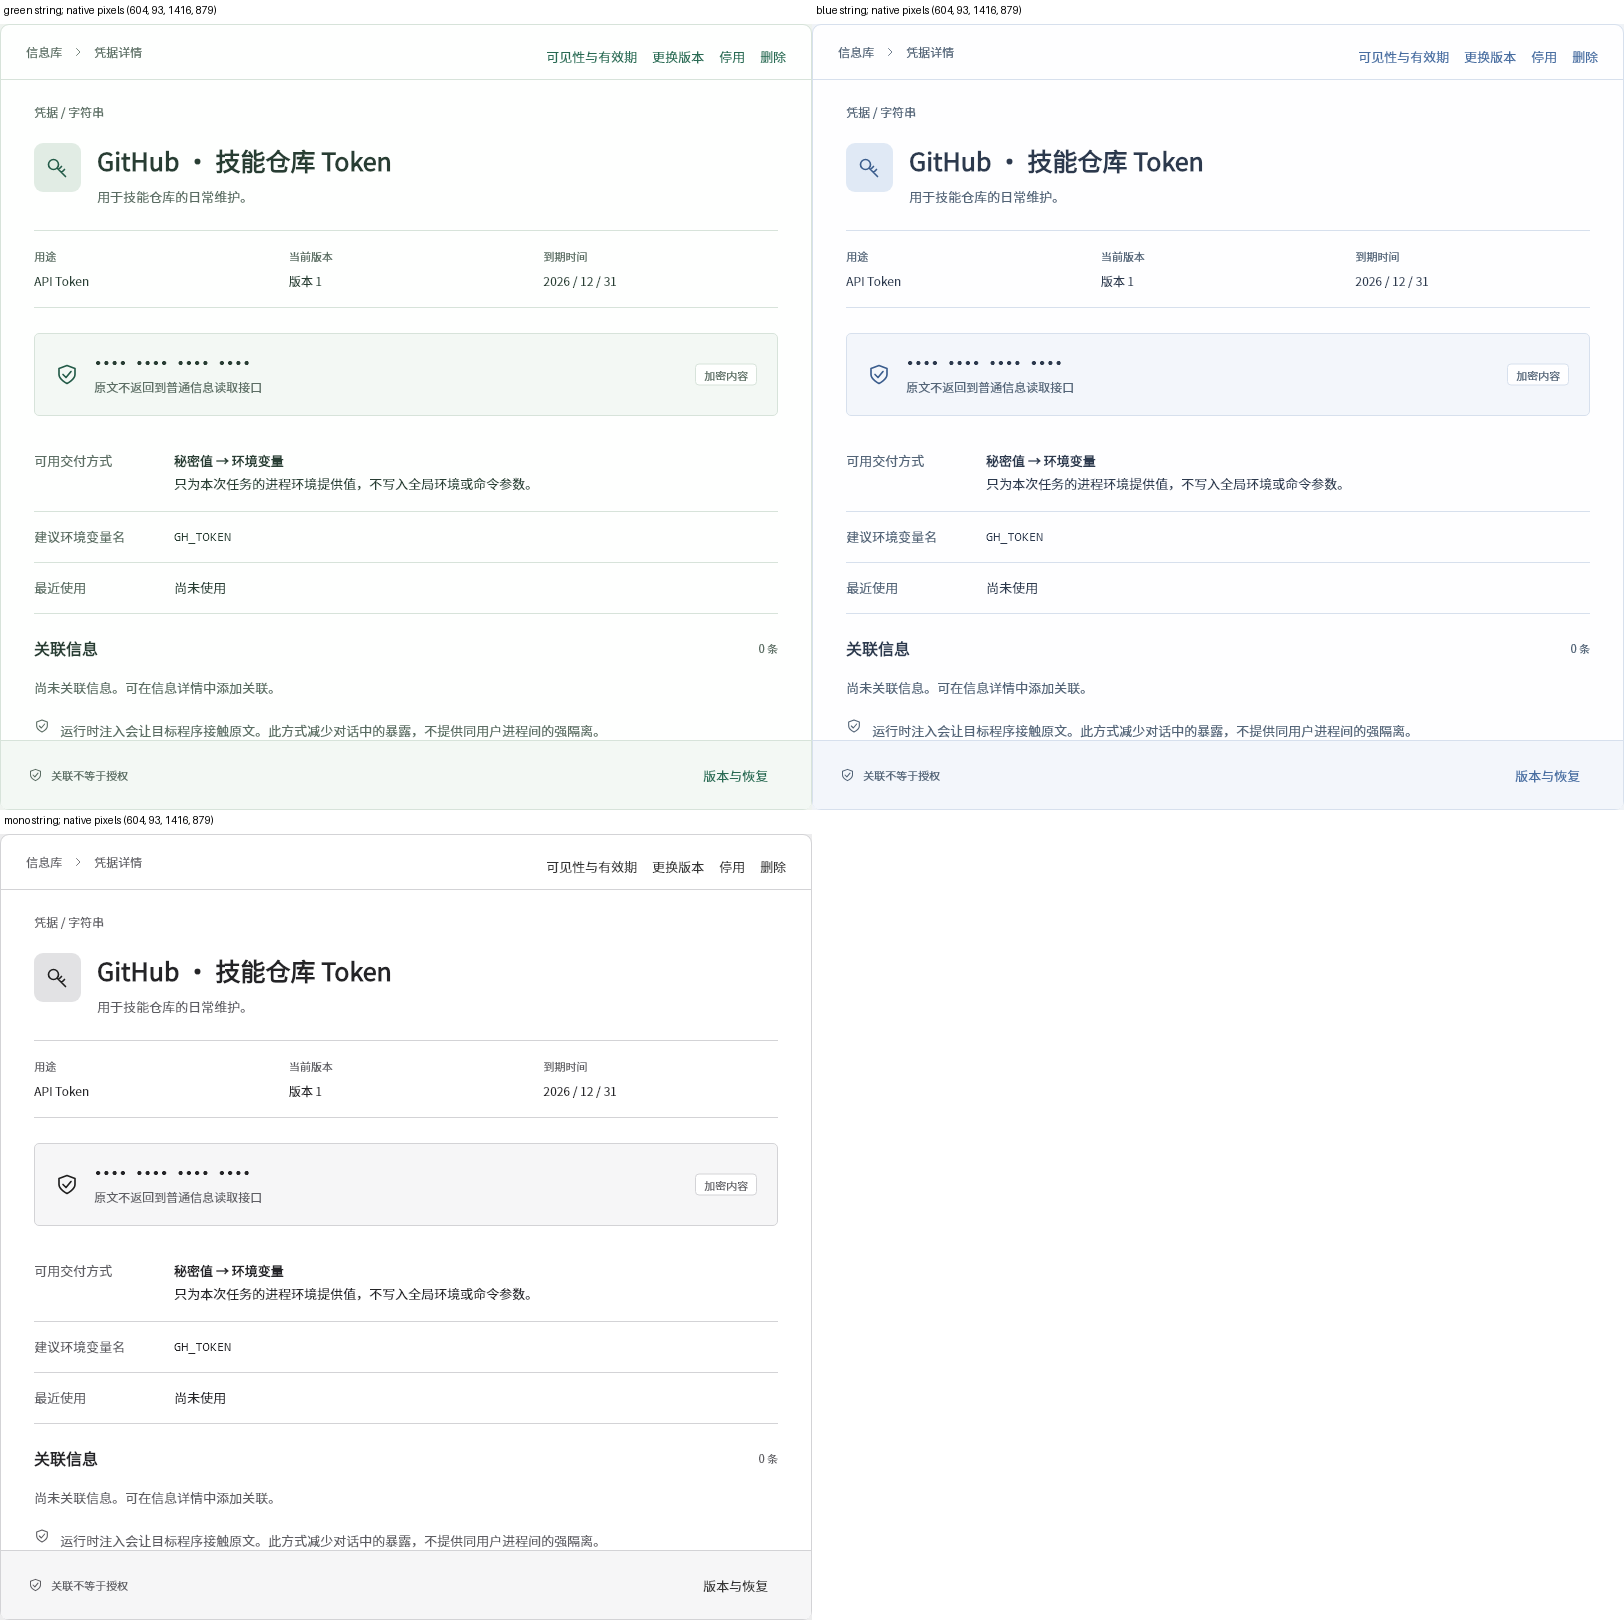 green string; native pixels (604, 93, 1416, 879)
信息库 > 凭据详情 可见性与有效期 更换版本 停用 删除
凭据 / 字符串
GitHub · 技能仓库 Token
用于技能仓库的日常维护。
用途 当前版本 到期时间
API Token 版本 1 2026 / 12 / 31
•••• •••• •••• ••••
原文不返回到普通信息读取接口 加密内容
可用交付方式 秘密值 → 环境变量
只为本次任务的进程环境提供值，不写入全局环境或命令参数。
建议环境变量名 GH_TOKEN
最近使用 尚未使用
关联信息 0 条
尚未关联信息。可在信息详情中添加关联。
运行时注入会让目标程序接触原文。此方式减少对话中的暴露，不提供同用户进程间的强隔离。
关联不等于授权 版本与恢复
blue string; native pixels (604, 93, 1416, 879)
信息库 > 凭据详情 可见性与有效期 更换版本 停用 删除
凭据 / 字符串
GitHub · 技能仓库 Token
用于技能仓库的日常维护。
用途 当前版本 到期时间
API Token 版本 1 2026 / 12 / 31
•••• •••• •••• ••••
原文不返回到普通信息读取接口 加密内容
可用交付方式 秘密值 → 环境变量
只为本次任务的进程环境提供值，不写入全局环境或命令参数。
建议环境变量名 GH_TOKEN
最近使用 尚未使用
关联信息 0 条
尚未关联信息。可在信息详情中添加关联。
运行时注入会让目标程序接触原文。此方式减少对话中的暴露，不提供同用户进程间的强隔离。
关联不等于授权 版本与恢复
mono string; native pixels (604, 93, 1416, 879)
信息库 > 凭据详情 可见性与有效期 更换版本 停用 删除
凭据 / 字符串
GitHub · 技能仓库 Token
用于技能仓库的日常维护。
用途 当前版本 到期时间
API Token 版本 1 2026 / 12 / 31
•••• •••• •••• ••••
原文不返回到普通信息读取接口 加密内容
可用交付方式 秘密值 → 环境变量
只为本次任务的进程环境提供值，不写入全局环境或命令参数。
建议环境变量名 GH_TOKEN
最近使用 尚未使用
关联信息 0 条
尚未关联信息。可在信息详情中添加关联。
运行时注入会让目标程序接触原文。此方式减少对话中的暴露，不提供同用户进程间的强隔离。
关联不等于授权 版本与恢复